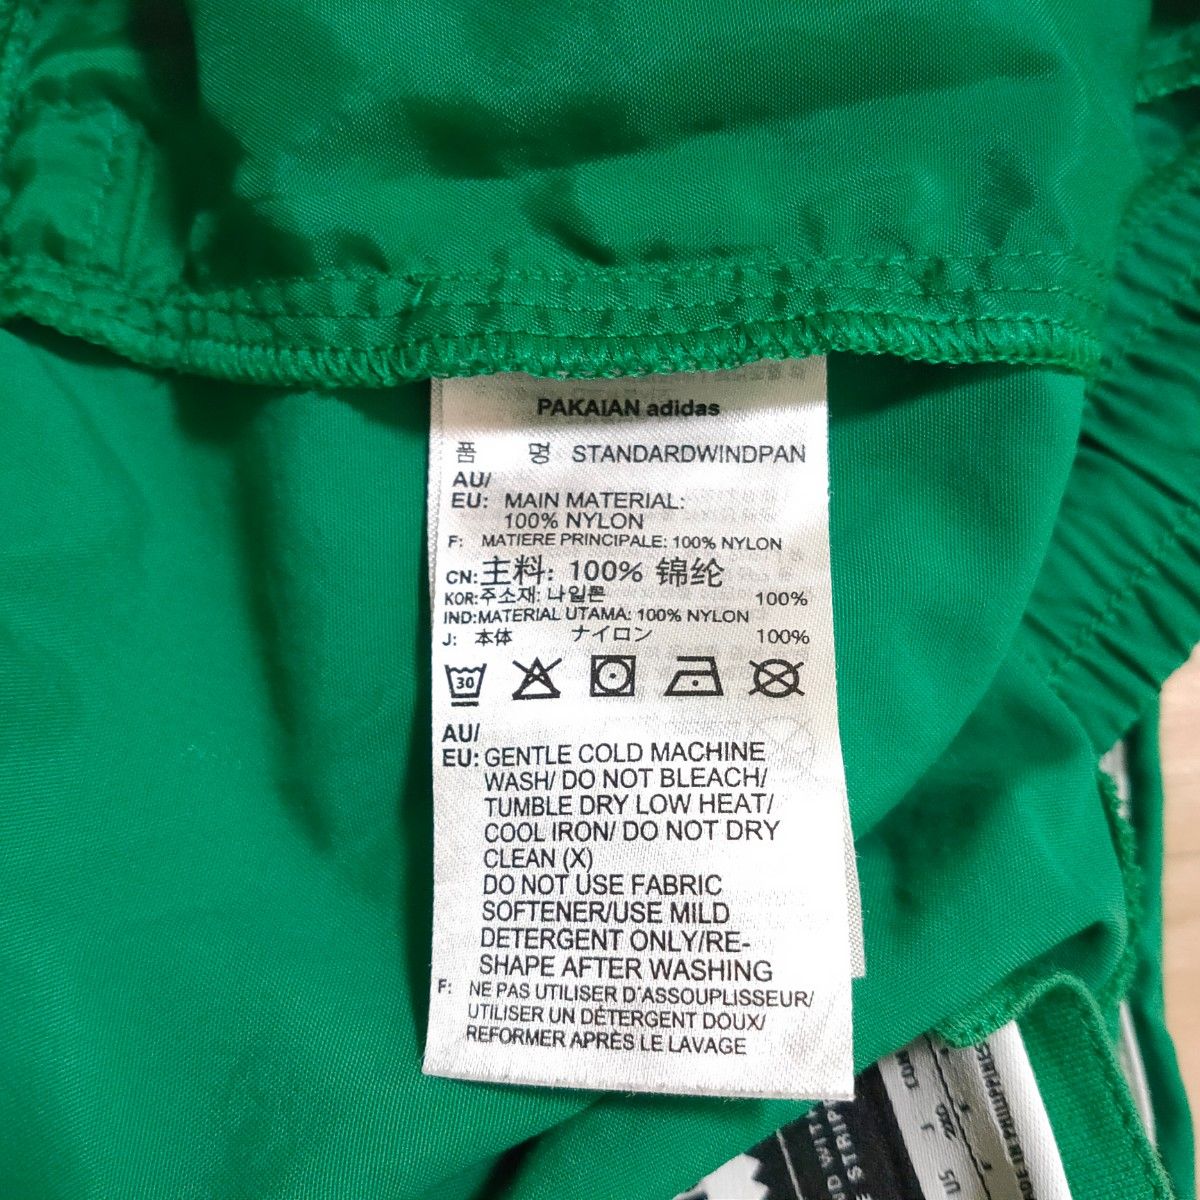 PAKAIAN adidas
품 명 STANDARDWINDPAN
AU/
EU: MAIN MATERIAL:
100% NYLON
F: MATIERE PRINCIPALE: 100% NYLON
CN: 主料: 100% 锦纶
KOR: 주소재: 나일론 100%
IND: MATERIAL UTAMA: 100% NYLON
J: 本体 ナイロン 100%
30
AU/
EU: GENTLE COLD MACHINE
WASH/ DO NOT BLEACH/
TUMBLE DRY LOW HEAT/
COOL IRON/ DO NOT DRY
CLEAN (X)
DO NOT USE FABRIC
SOFTENER/USE MILD
DETERGENT ONLY/RE-
SHAPE AFTER WASHING
F: NE PAS UTILISER D'ASSOUPLISSEUR/
UTILISER UN DÉTERGENT DOUX/
REFORMER APRÈS LE LAVAGE
US
J
F